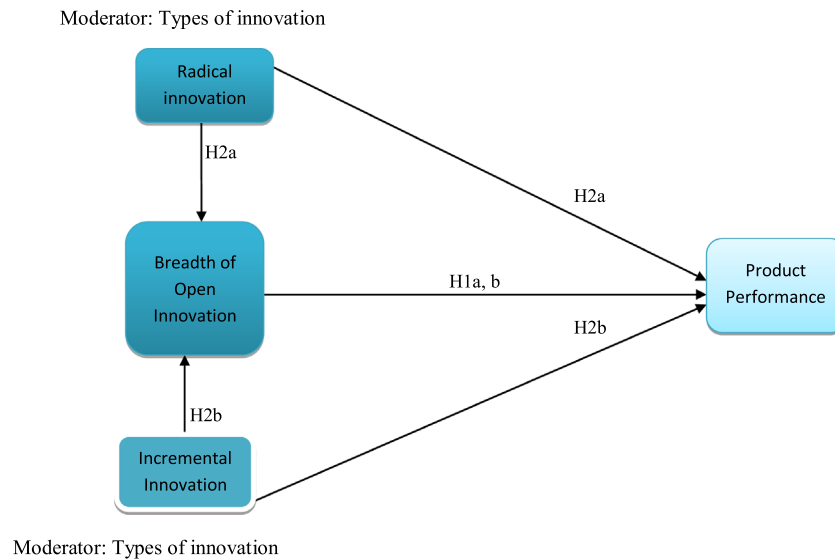 Moderator: Types of innovation
Radical
innovation
H2a
H2a
Breadth of
Open
Innovation
H1a, b
Product
Performance
H2b
H2b
Incremental
Innovation
Moderator: Types of innovation